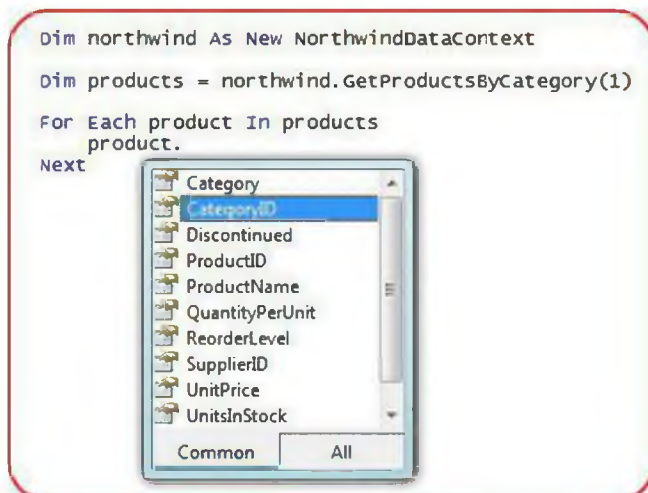 Dim northwind As New NorthwindDataContext
Dim products = northwind.GetProductsByCategory(1)
For Each product In products
product.
Next
Category
CategoryID
Discontinued
ProductID
ProductName
QuantityPerUnit
ReorderLevel
SupplierID
UnitPrice
UnitsInStock
Common All